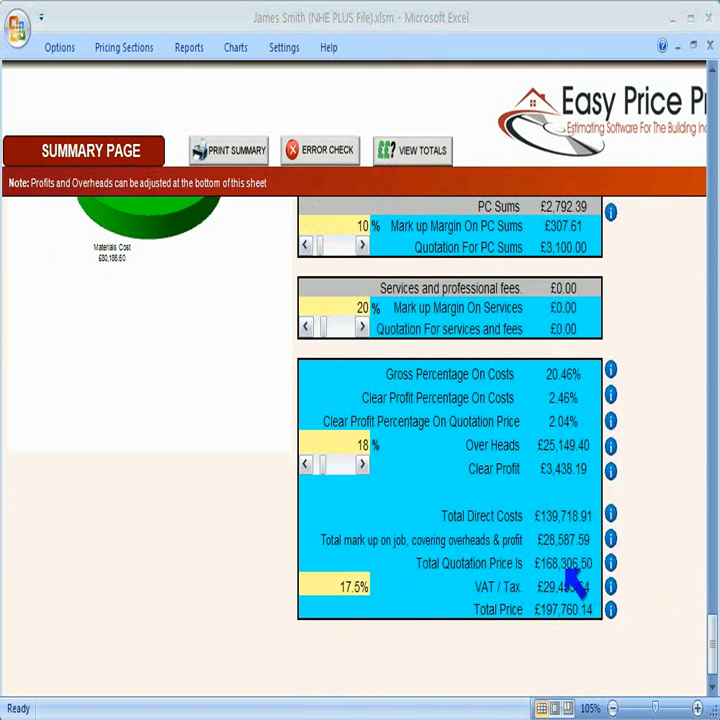 James Smith (NHE PLUS File).xlsm - Microsoft Excel
Options Pricing Sections Reports Charts Settings Help
Easy Price
Estimating Software For The Building
SUMMARY PAGE PRINT SUMMARY ERROR CHECK VIEW TOTALS
Note: Profits and Overheads can be adjusted at the bottom of this sheet
Materials Cost
PC Sums £2,792.39
10 % Mark up Margin On PC Sums £307.61
Quotation For PC Sums £3,100.00
Services and professional fees. £0.00
20 % Mark up Margin On Services £0.00
Quotation For services and fees £0.00
Gross Percentage On Costs 20.46%
Clear Profit Percentage On Costs 2.46%
Clear Profit Percentage On Quotation Price 2.04%
18 % Over Heads £25,149.40
Clear Profit £3,438.19
Total Direct Costs £139,718.91
Total mark up on job, covering overheads & profit £28,587.59
Total Quotation Price Is £168,306.50
17.5% VAT / Tax
Total Price £197,760.14
Ready 105%